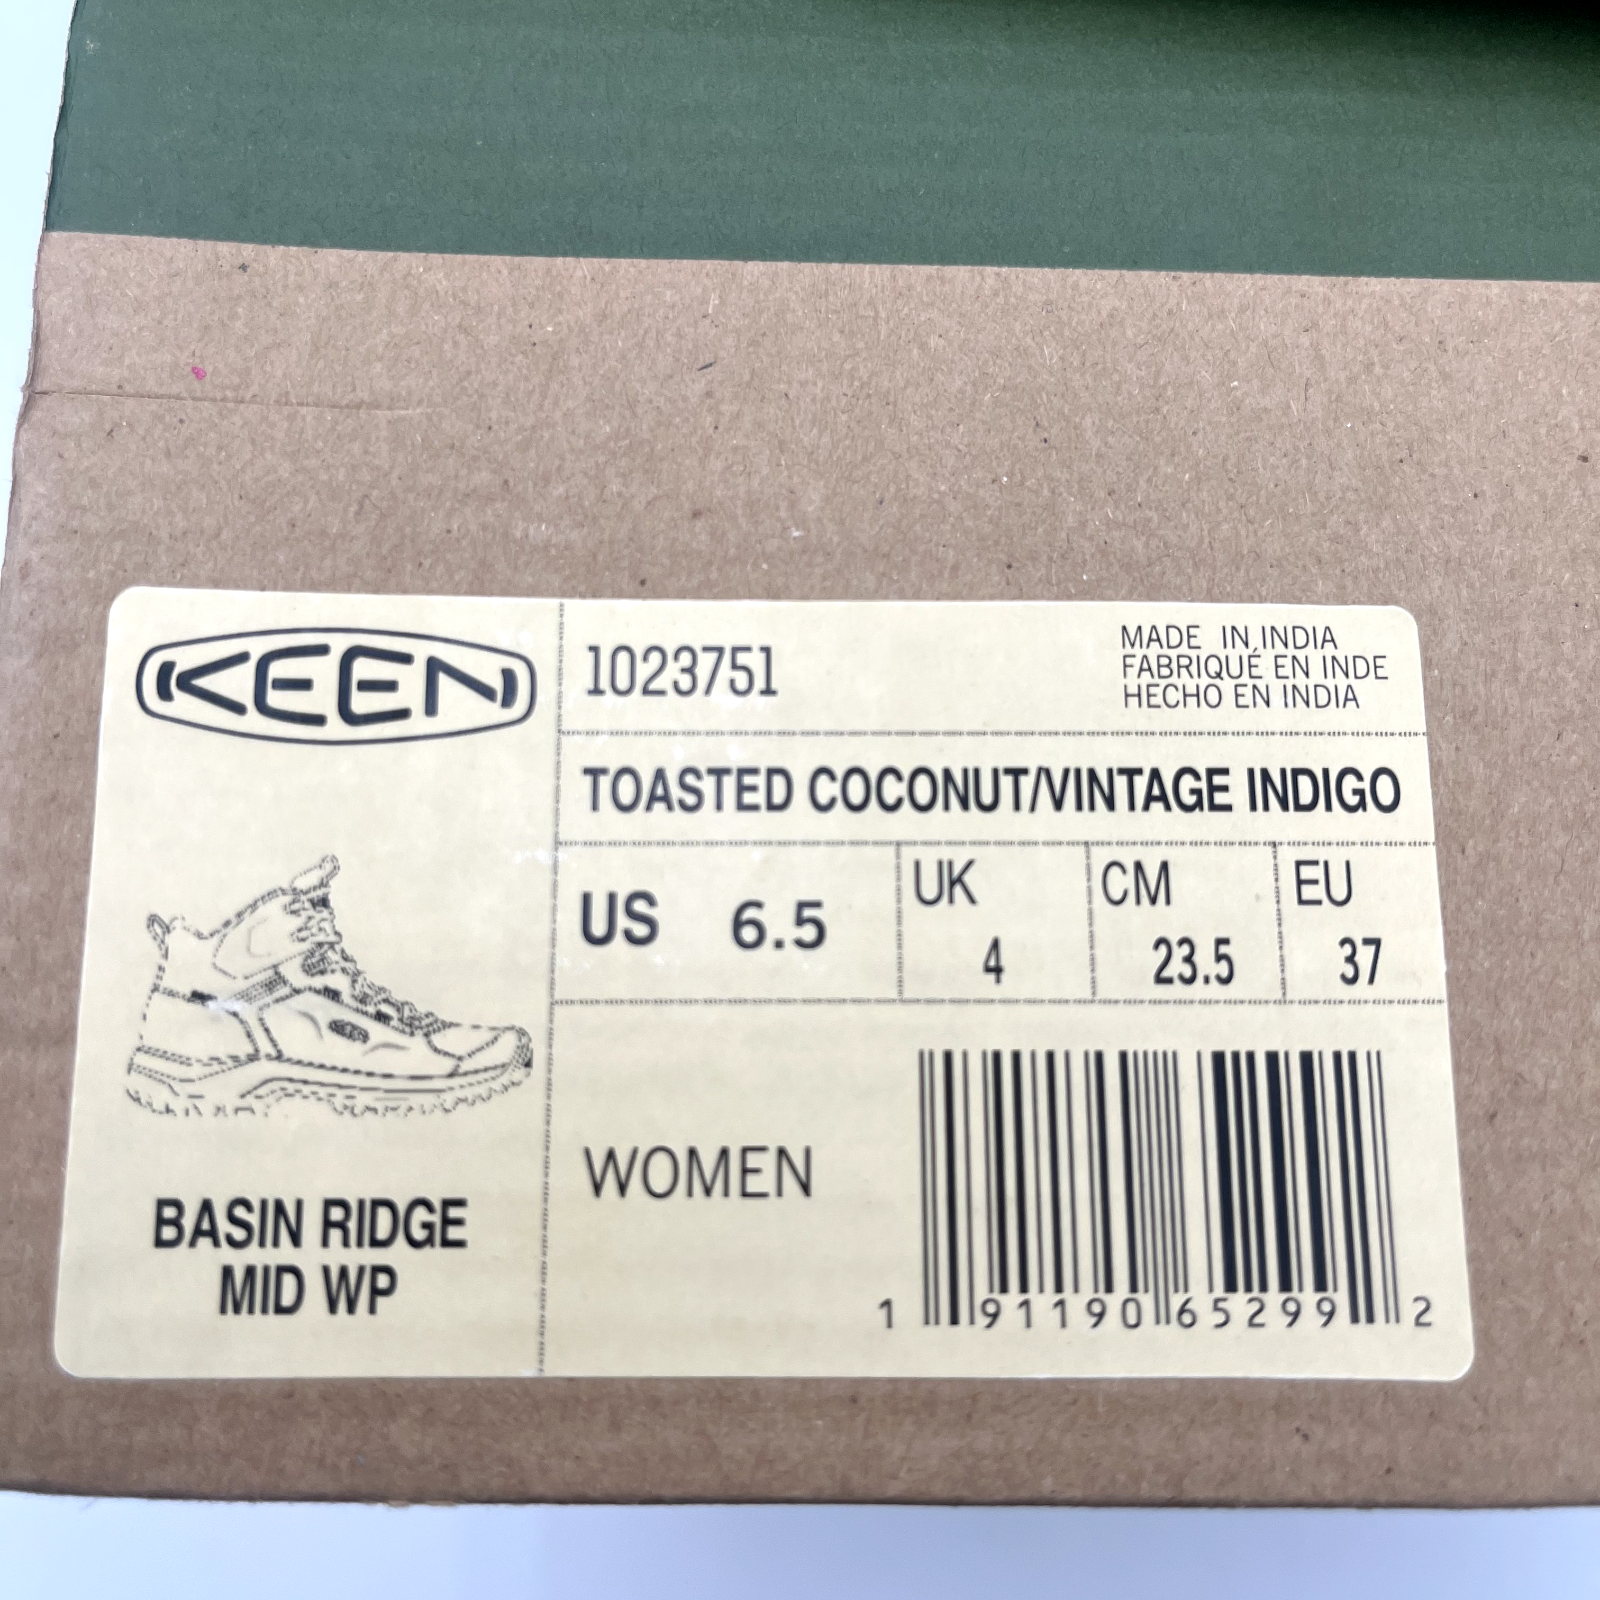 KEEN
1023751
MADE IN INDIA
FABRIQUÉ EN INDE
HECHO EN INDIA
TOASTED COCONUT/VINTAGE INDIGO
US 6.5
UK
4
CM
23.5
EU
37
BASIN RIDGE
MID WP
WOMEN
1 91190 65299 2